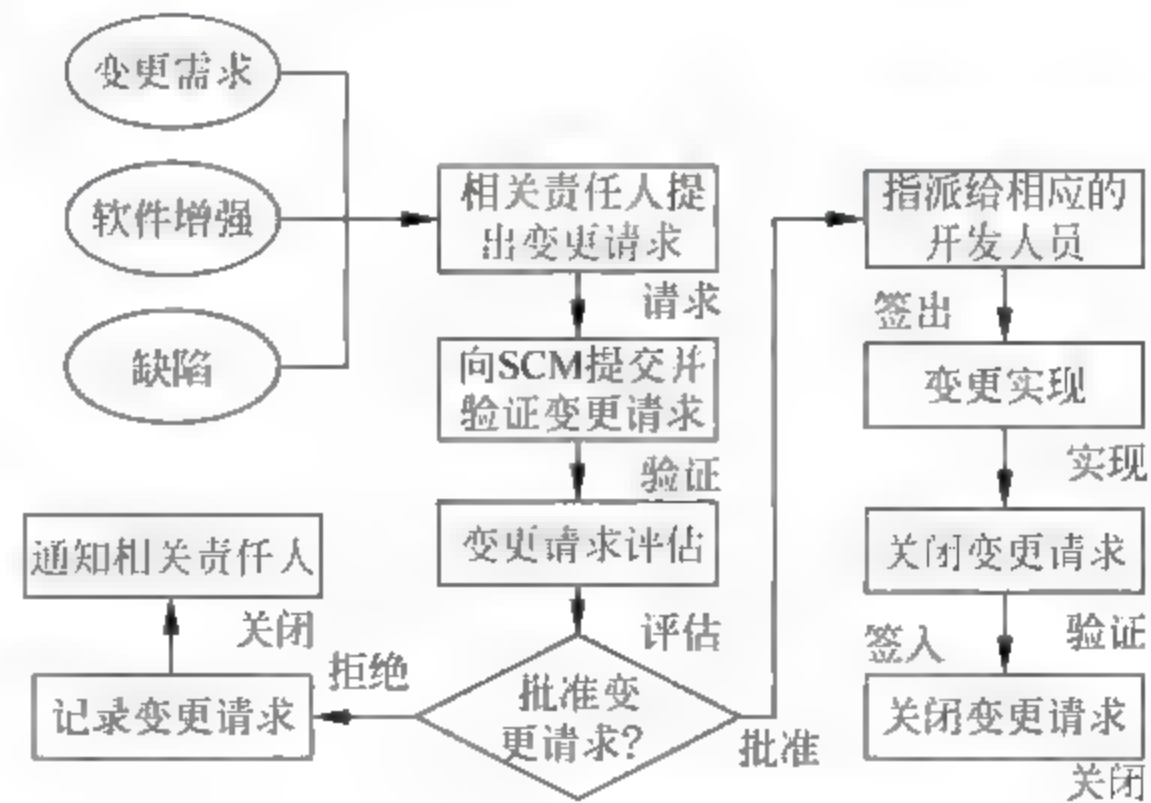 变更需求
软件增强
缺陷
相关责任人提
出变更请求
请求
向SCM提交并
验证变更请求
验证
变更请求评估
评估
批准变
更请求?
拒绝
记录变更请求
关闭
通知相关责任人
批准
指派给相应的
开发人员
签出
变更实现
实现
关闭变更请求
签入
验证
关闭变更请求
关闭